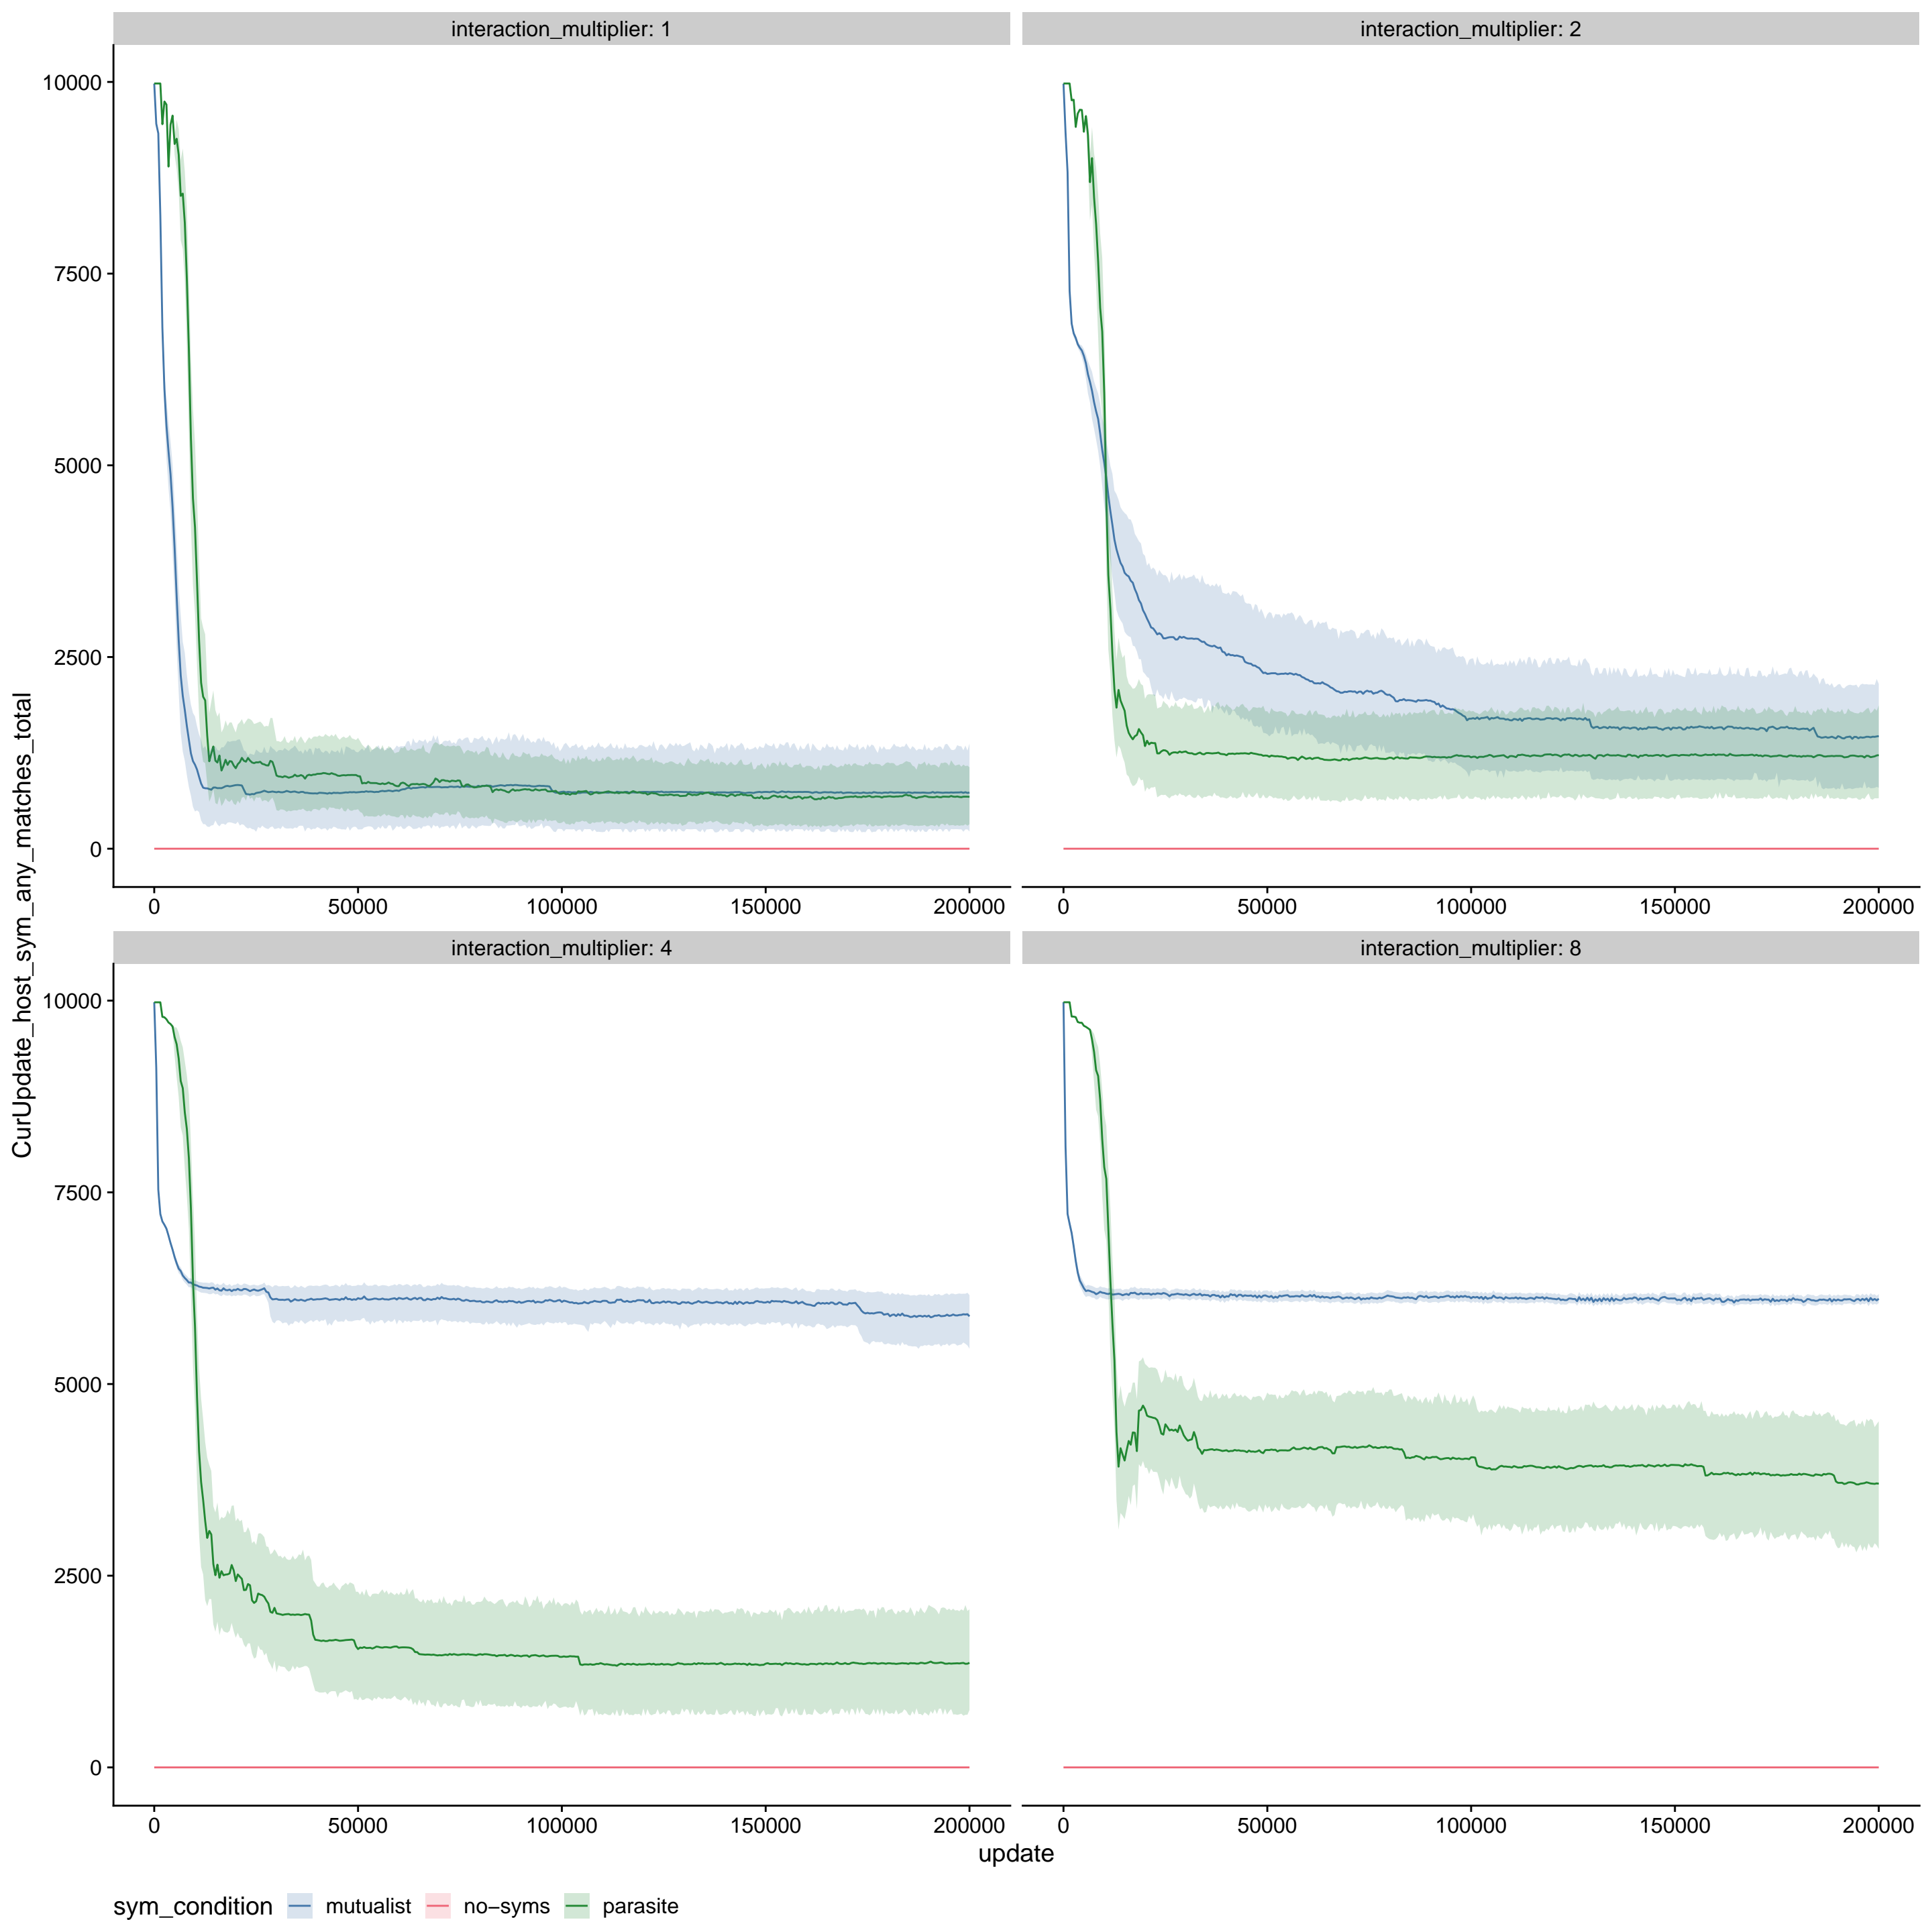 interaction_multiplier: 1
interaction_multiplier: 2
10000
7500
5000
2500
0
0 50000 100000 150000 200000
0 50000 100000 150000 200000
CurUpdate_host_sym_any_matches_total
interaction_multiplier: 4
interaction_multiplier: 8
10000
7500
5000
2500
0
0 50000 100000 150000 200000
0 50000 100000 150000 200000
update
sym_condition mutualist no−syms parasite